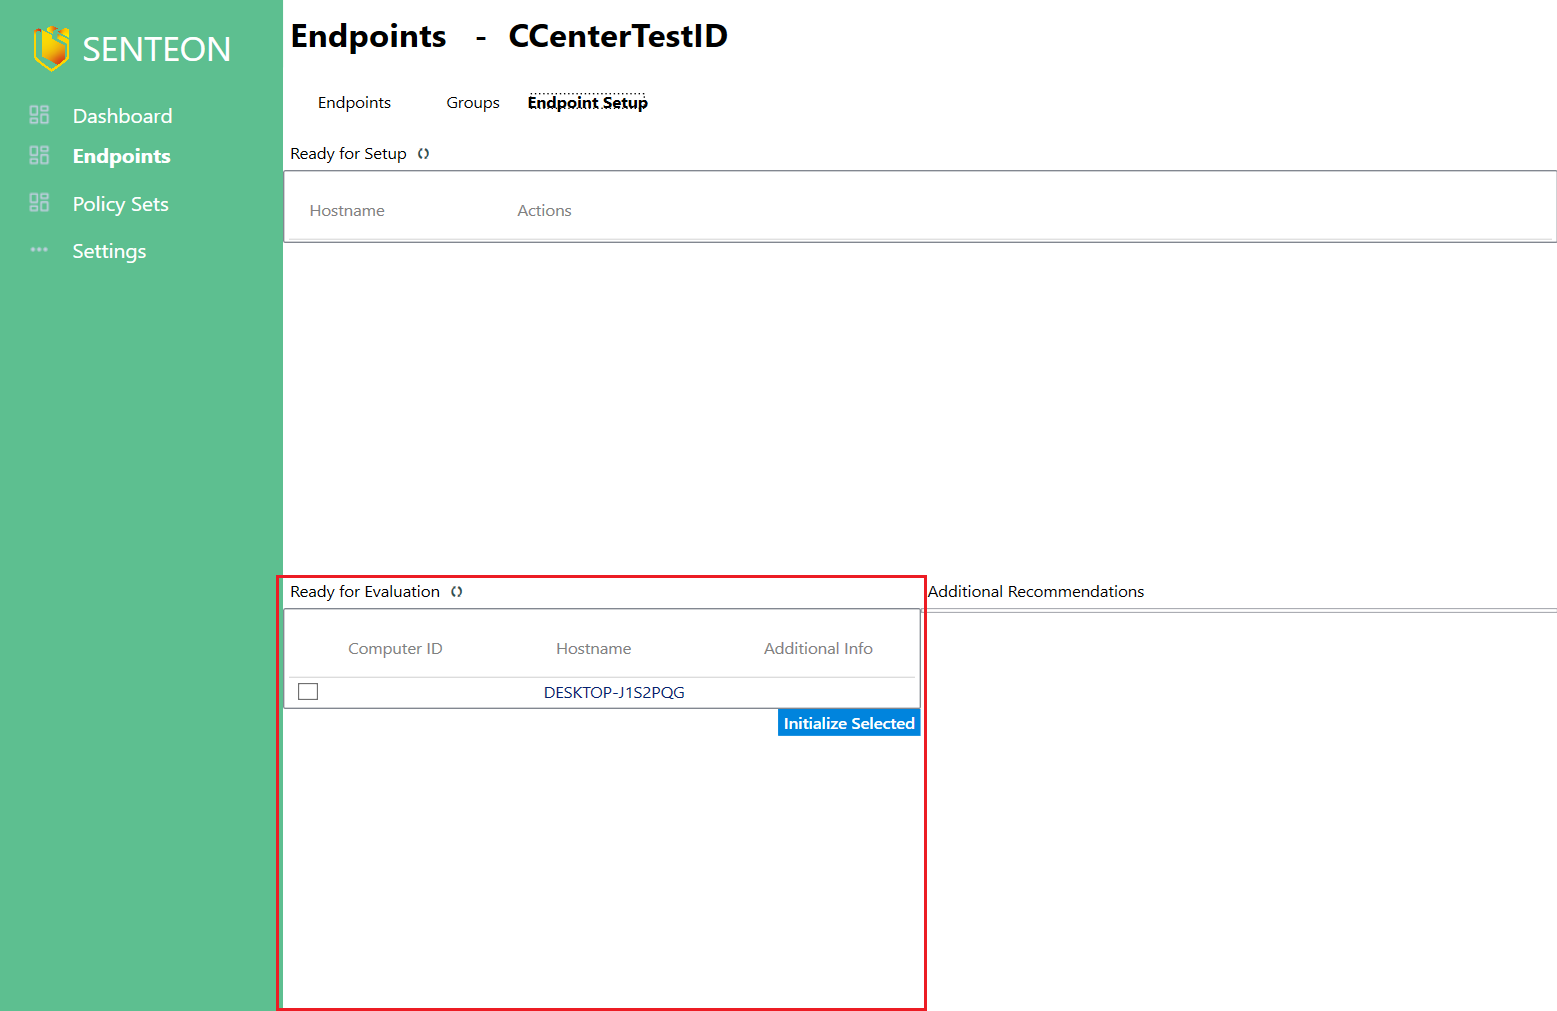 SENTEON
Dashboard
Endpoints
Policy Sets
Settings
Endpoints - CCenterTestID
Endpoints Groups Endpoint Setup
Ready for Setup
Hostname Actions
Ready for Evaluation
Computer ID Hostname Additional Info
DESKTOP-J1S2PQG
Initialize Selected
Additional Recommendations